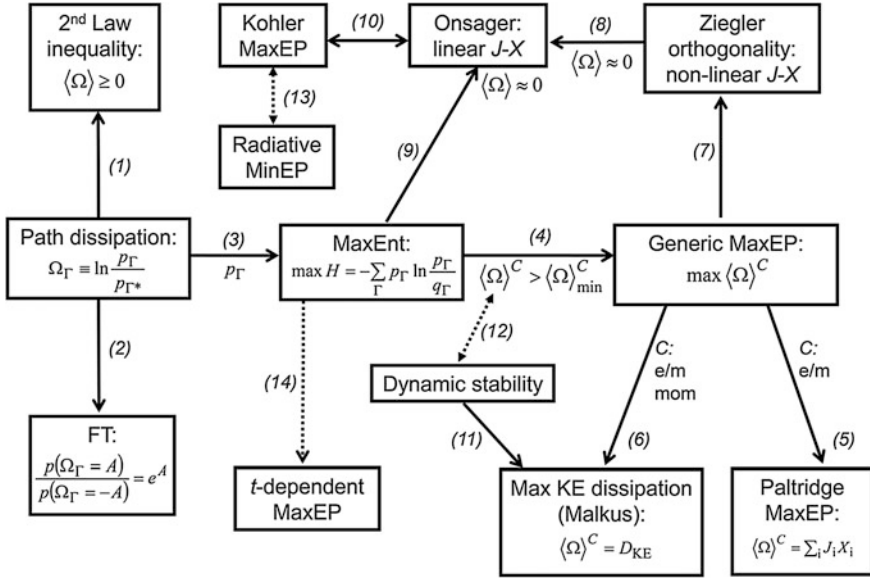 2nd Law
inequality:
⟨Ω⟩ ≥ 0
Kohler
MaxEP
(10)
Onsager:
linear J-X
(8)
⟨Ω⟩ ≈ 0
Ziegler
orthogonality:
non-linear J-X
⟨Ω⟩ ≈ 0
(13)
Radiative
MinEP
(1)
(9)
(7)
Path dissipation:
Ω_Γ ≡ ln p_Γ / p_Γ*
(3)
p_Γ
MaxEnt:
max H = −∑_Γ p_Γ ln p_Γ / q_Γ
(4)
⟨Ω⟩^C > ⟨Ω⟩^C_min
Generic MaxEP:
max⟨Ω⟩^C
(2)
(14)
(12)
Dynamic stability
C:
e/m
mom
C:
e/m
(11)
(6)
(5)
FT:
p(Ω_Γ = A) / p(Ω_Γ = −A) = e^A
t-dependent
MaxEP
Max KE dissipation
(Malkus):
⟨Ω⟩^C = D_KE
Paltridge
MaxEP:
⟨Ω⟩^C = ∑_i J_i X_i